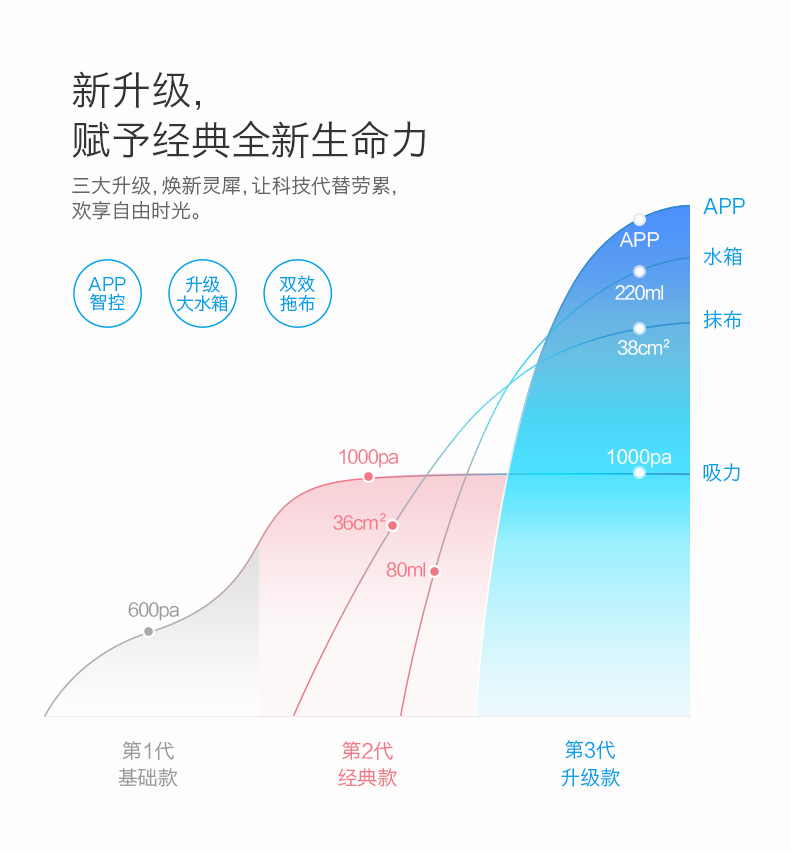 新升级，
赋予经典全新生命力
三大升级，焕新灵犀，让科技代替劳累，
欢享自由时光。
APP
智控
升级
大水箱
双效
拖布
APP
APP
水箱
220ml
抹布
38cm²
1000pa
1000pa
吸力
36cm²
80ml
600pa
第1代
基础款
第2代
经典款
第3代
升级款